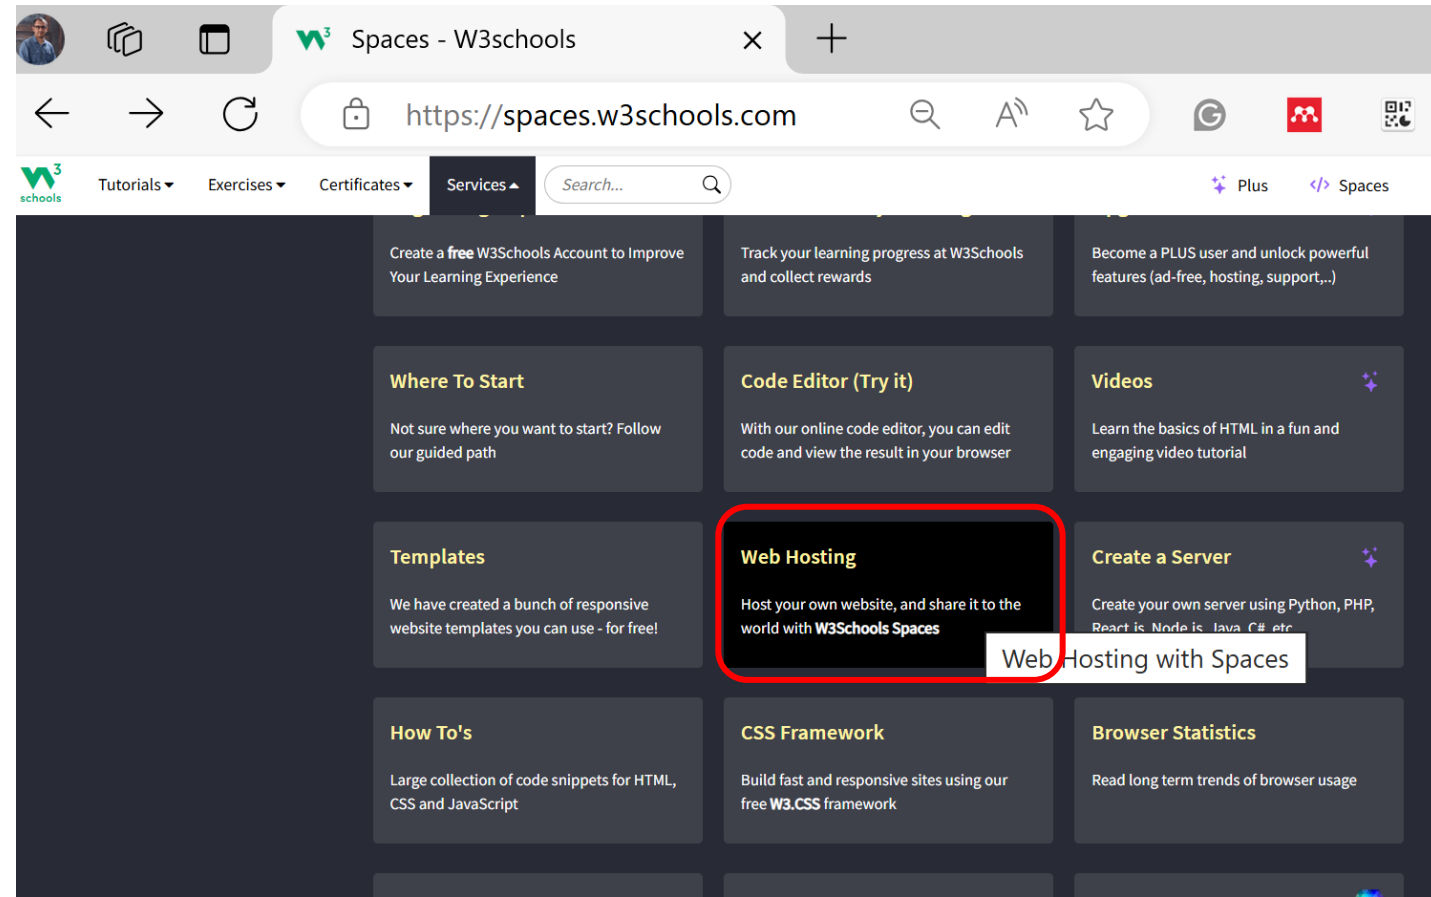 Spaces - W3schools
https://spaces.w3schools.com
3
schools
Tutorials
Exercises
Certificates
Services
Search...
Plus
Spaces
Create a free W3Schools Account to Improve
Your Learning Experience
Track your learning progress at W3Schools
and collect rewards
Become a PLUS user and unlock powerful
features (ad-free, hosting, support,..)
Where To Start
Not sure where you want to start? Follow
our guided path
Code Editor (Try it)
With our online code editor, you can edit
code and view the result in your browser
Videos
Learn the basics of HTML in a fun and
engaging video tutorial
Templates
We have created a bunch of responsive
website templates you can use - for free!
Web Hosting
Host your own website, and share it to the
world with W3Schools Spaces
Create a Server
Create your own server using Python, PHP,
React.js, Node.js, Java, C#, etc.
Web Hosting with Spaces
How To's
Large collection of code snippets for HTML,
CSS and JavaScript
CSS Framework
Build fast and responsive sites using our
free W3.CSS framework
Browser Statistics
Read long term trends of browser usage